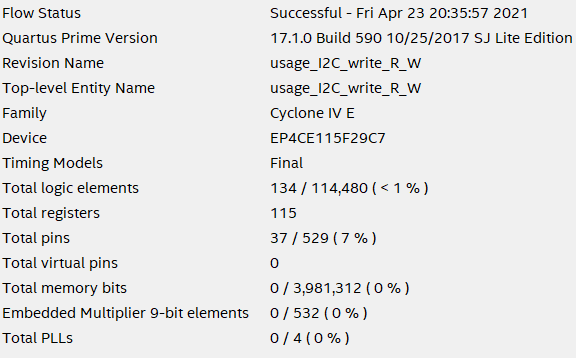 Flow Status Successful - Fri Apr 23 20:35:57 2021
Quartus Prime Version 17.1.0 Build 590 10/25/2017 SJ Lite Edition
Revision Name usage_I2C_write_R_W
Top-level Entity Name usage_I2C_write_R_W
Family Cyclone IV E
Device EP4CE115F29C7
Timing Models Final
Total logic elements 134 / 114,480 ( < 1 % )
Total registers 115
Total pins 37 / 529 ( 7 % )
Total virtual pins 0
Total memory bits 0 / 3,981,312 ( 0 % )
Embedded Multiplier 9-bit elements 0 / 532 ( 0 % )
Total PLLs 0 / 4 ( 0 % )